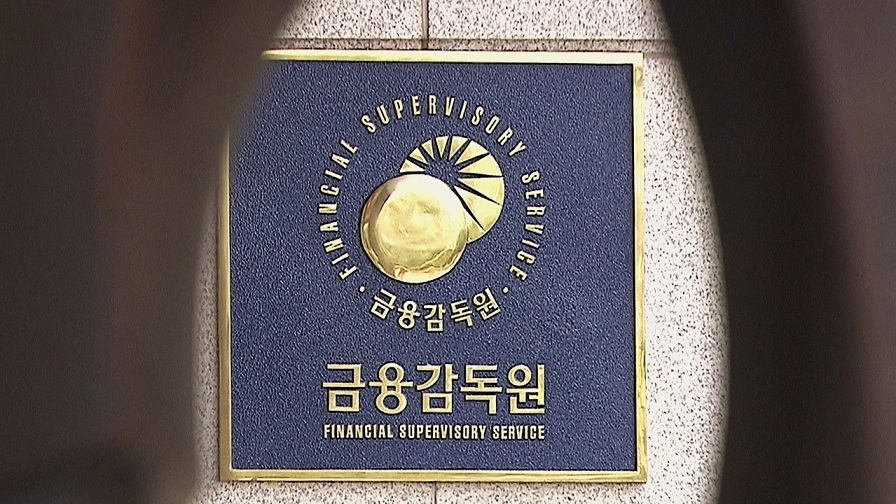 FINANCIAL SUPERVISORY SERVICE
· 금융감독원 ·
금융감독원
FINANCIAL SUPERVISORY SERVICE